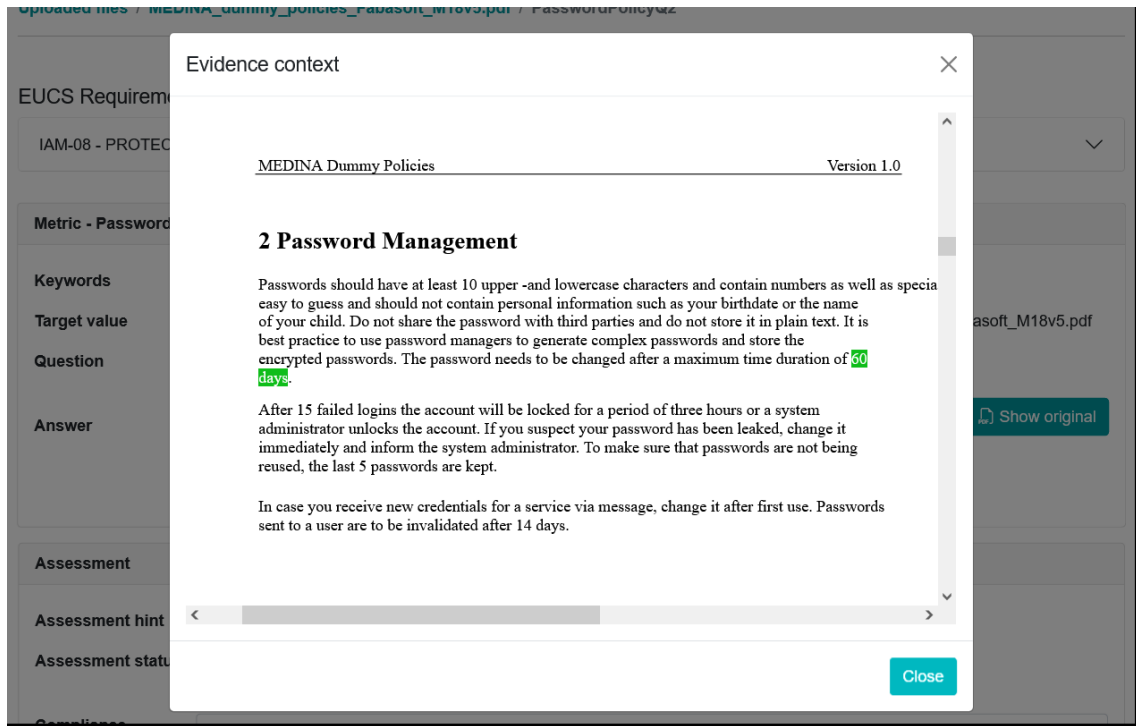 Uploaded files / MEDINA_dummy_policies_Fabasoft_M18v5.pdf / PasswordPolicyQ2
Evidence context
EUCS Requirem
IAM-08 - PROTEC
MEDINA Dummy Policies Version 1.0
Metric - Password
2 Password Management
Keywords
Passwords should have at least 10 upper -and lowercase characters and contain numbers as well as specia
easy to guess and should not contain personal information such as your birthdate or the name
Target value
of your child. Do not share the password with third parties and do not store it in plain text. It is
asoft_M18v5.pdf
best practice to use password managers to generate complex passwords and store the
Question
encrypted passwords. The password needs to be changed after a maximum time duration of 60
days.
After 15 failed logins the account will be locked for a period of three hours or a system
Answer
administrator unlocks the account. If you suspect your password has been leaked, change it
Show original
immediately and inform the system administrator. To make sure that passwords are not being
reused, the last 5 passwords are kept.
In case you receive new credentials for a service via message, change it after first use. Passwords
sent to a user are to be invalidated after 14 days.
Assessment
Assessment hint
Assessment statu
Close
Compliance